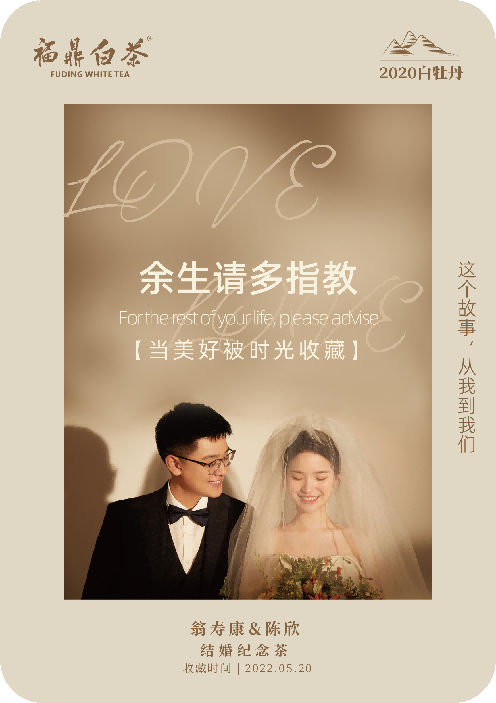 福鼎白茶®
FUDING WHITE TEA
2020白牡丹
LOVE
余生请多指教
For the rest of your life, please advise
【当美好被时光收藏】
这个故事，从我到我们
翁寿康&陈欣
结婚纪念茶
收藏时间 | 2022.05.20